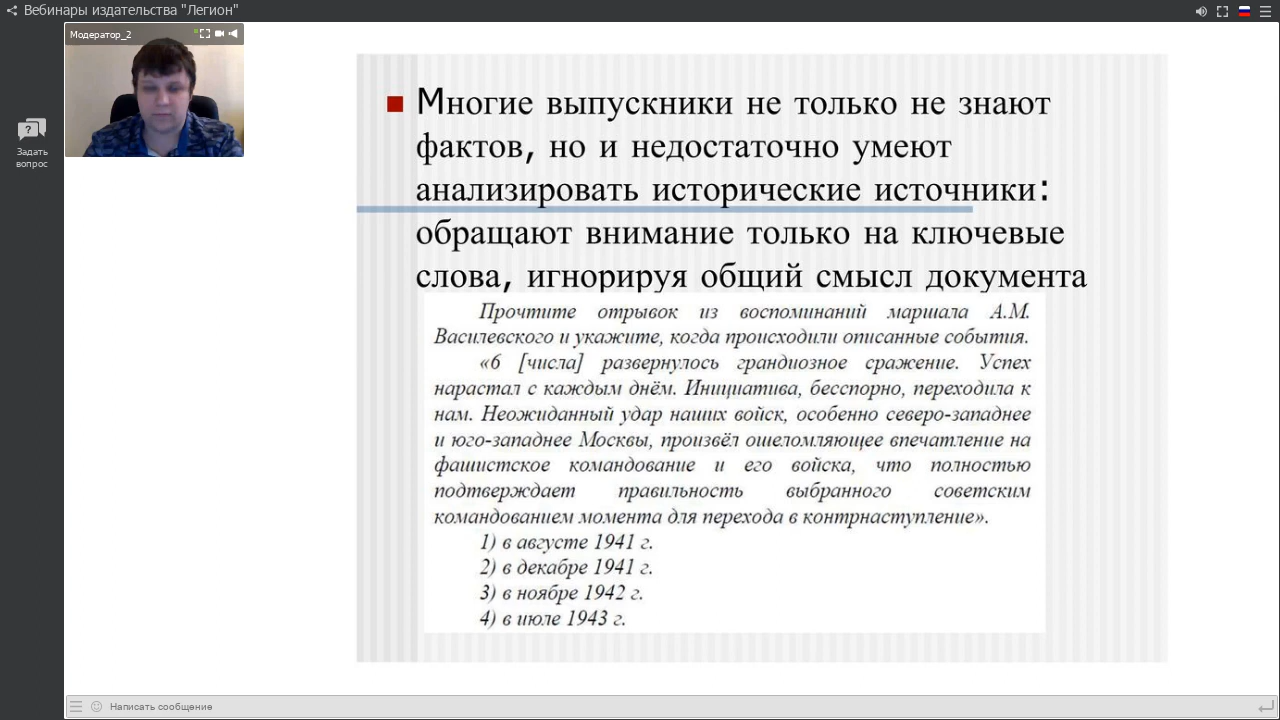 Вебинары издательства "Легион"
Модератор_2
Задать
вопрос
Многие выпускники не только не знают
фактов, но и недостаточно умеют
анализировать исторические источники:
обращают внимание только на ключевые
слова, игнорируя общий смысл документа
Прочтите отрывок из воспоминаний маршала А.М.
Василевского и укажите, когда происходили описанные события.
«6 [числа] развернулось грандиозное сражение. Успех
нарастал с каждым днём. Инициатива, бесспорно, переходила к
нам. Неожиданный удар наших войск, особенно северо-западнее
и юго-западнее Москвы, произвёл ошеломляющее впечатление на
фашистское командование и его войска, что полностью
подтверждает правильность выбранного советским
командованием момента для перехода в контрнаступление».
1) в августе 1941 г.
2) в декабре 1941 г.
3) в ноябре 1942 г.
4) в июле 1943 г.
Написать сообщение